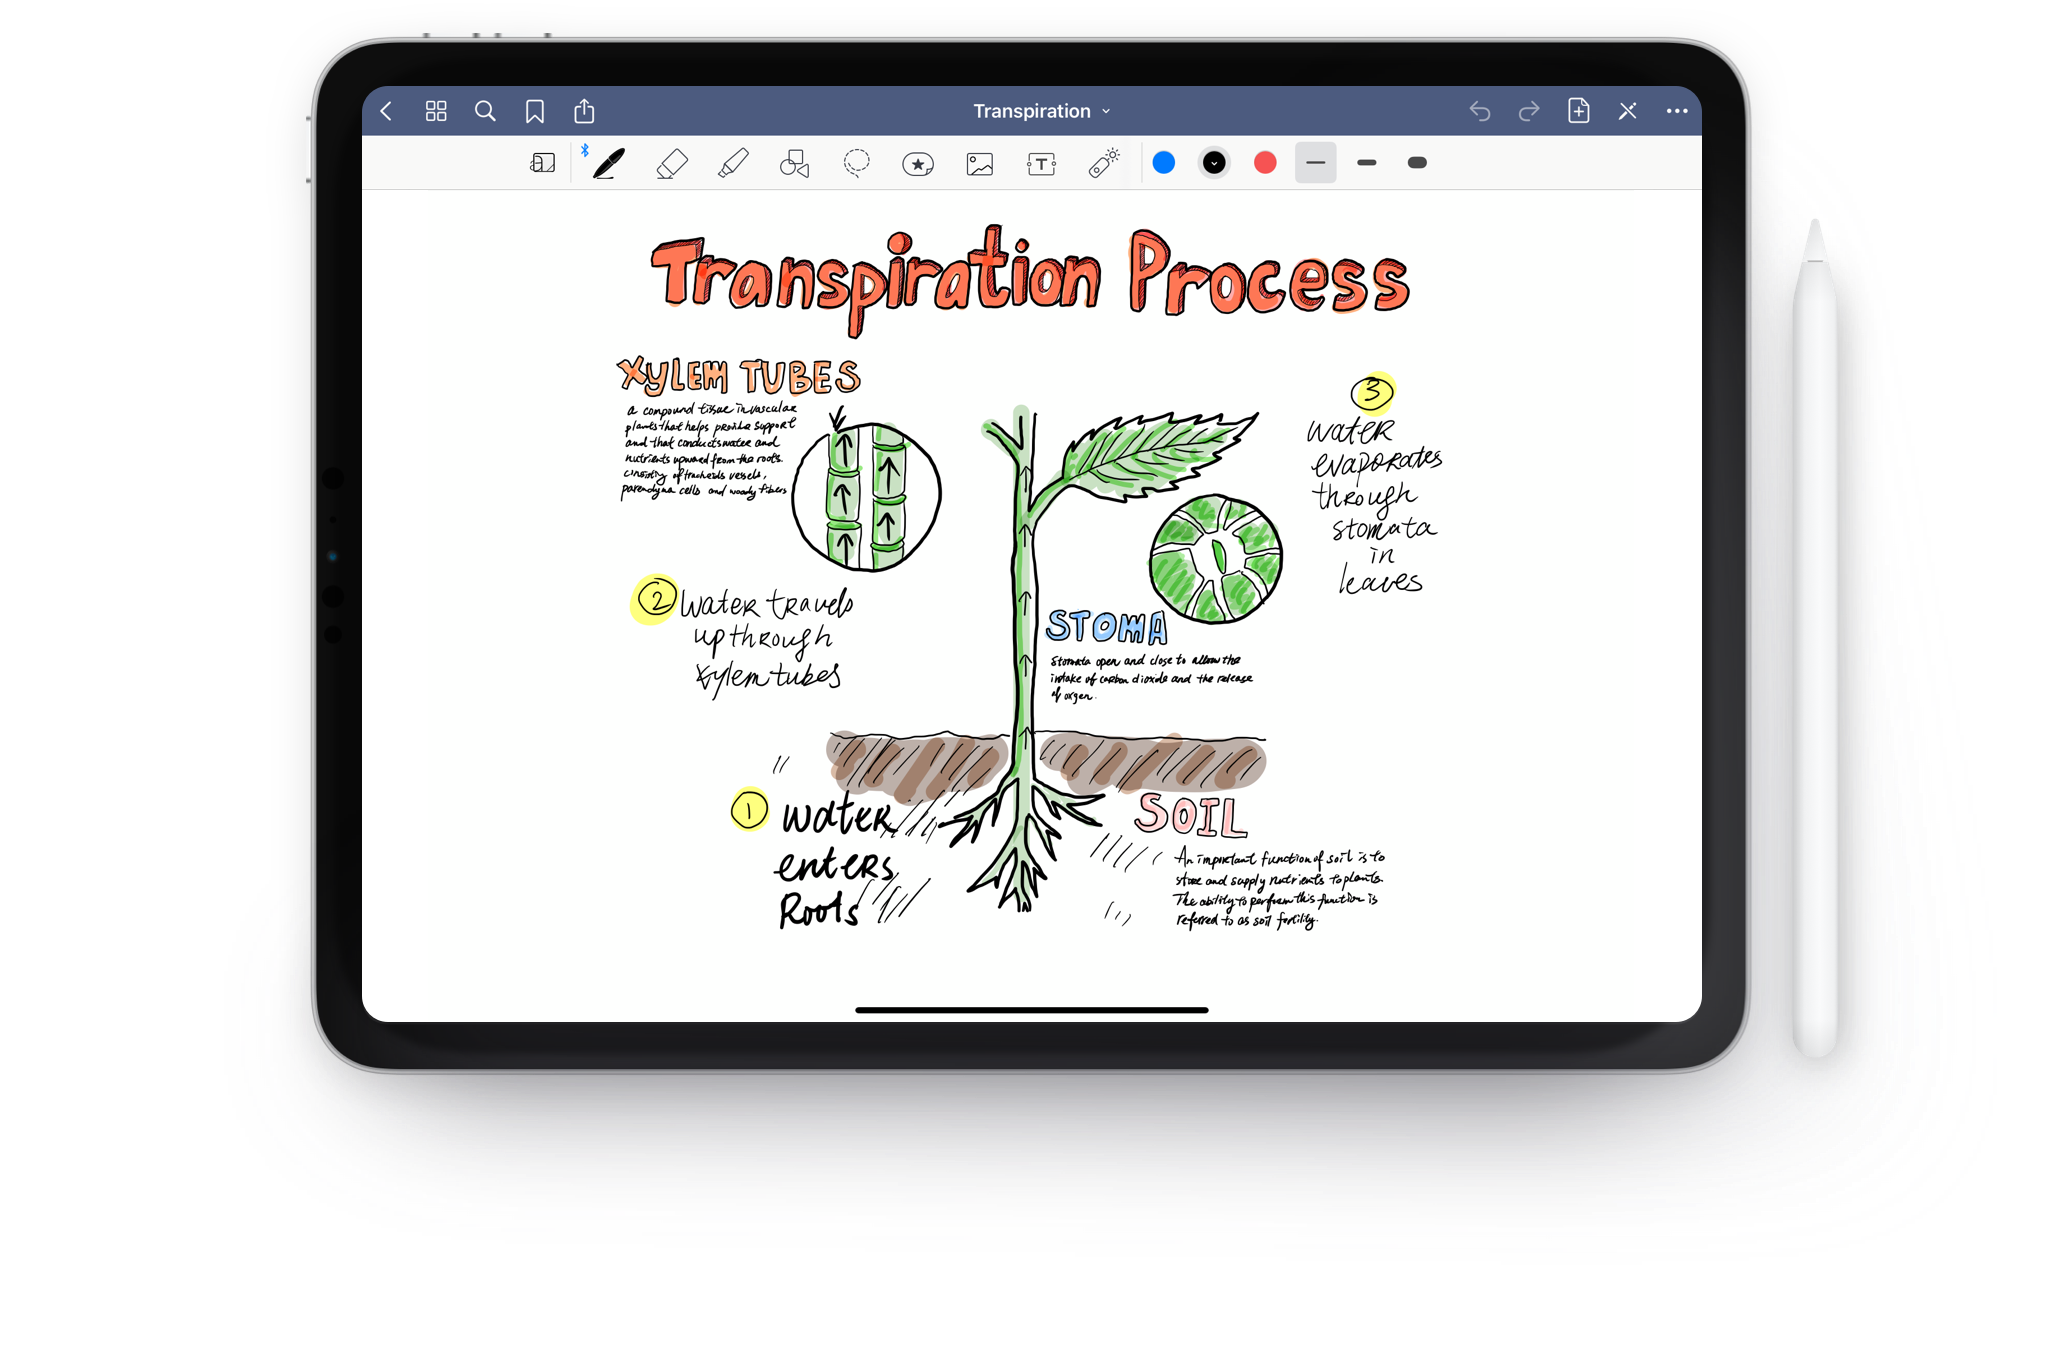 Transpiration
T
Transpiration Process
XYLEM TUBES
a compound tissue in vascular
plants that helps provide support
and that conducts water and
nutrients upward from the roots.
consisting of tracheids vessels,
parenchyma cells and woody fibers
3
water
evaporates
through
stomata
in
leaves
2
water travels
up through
xylem tubes
STOMA
Stomata open and close to allow the
intake of carbon dioxide and the release
of
1
water
enters
Roots
SOIL
An important function of soil is to
store and supply nutrients to plants.
The ability to perform this function is
referred to as soil fertility.